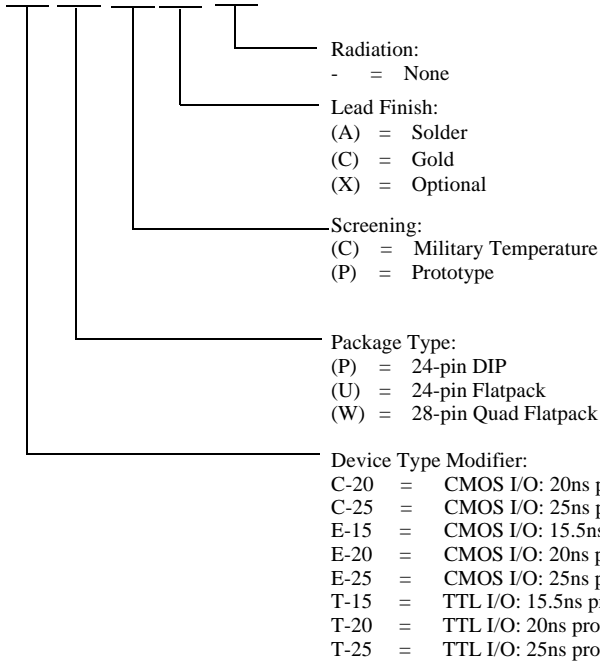 Radiation:
- = None
Lead Finish:
(A) = Solder
(C) = Gold
(X) = Optional
Screening:
(C) = Military Temperature
(P) = Prototype
Package Type:
(P) = 24-pin DIP
(U) = 24-pin Flatpack
(W) = 28-pin Quad Flatpack
Device Type Modifier:
C-20 = CMOS I/O: 20ns
C-25 = CMOS I/O: 25ns
E-15 = CMOS I/O: 15.5ns
E-20 = CMOS I/O: 20ns
E-25 = CMOS I/O: 25ns
T-15 = TTL I/O: 15.5ns
T-20 = TTL I/O: 20ns pro
T-25 = TTL I/O: 25ns pro